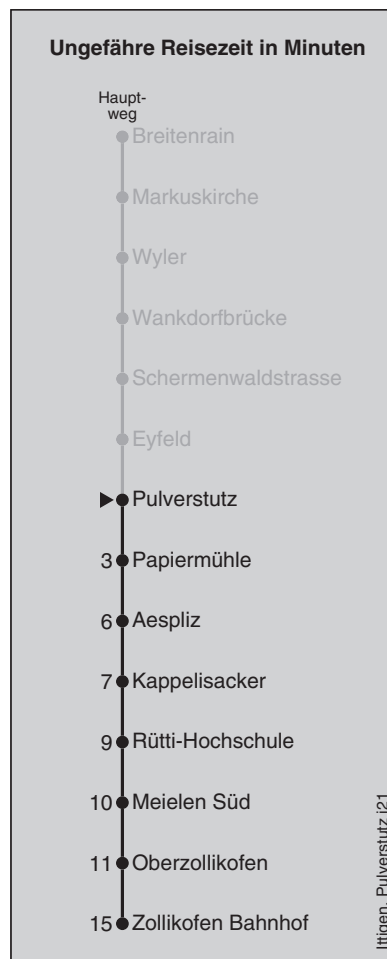 Ungefähre Reisezeit in Minuten
Haupt-
weg
Breitenrain
Markuskirche
Wyler
Wankdorfbrücke
Schermenwaldstrasse
Eyfeld
Pulverstutz
3 Papiermühle
6 Aespliz
7 Kappelisacker
9 Rütti-Hochschule
10 Meielen Süd
11 Oberzollikofen
15 Zollikofen Bahnhof
Ittigen, Pulverstutz j21